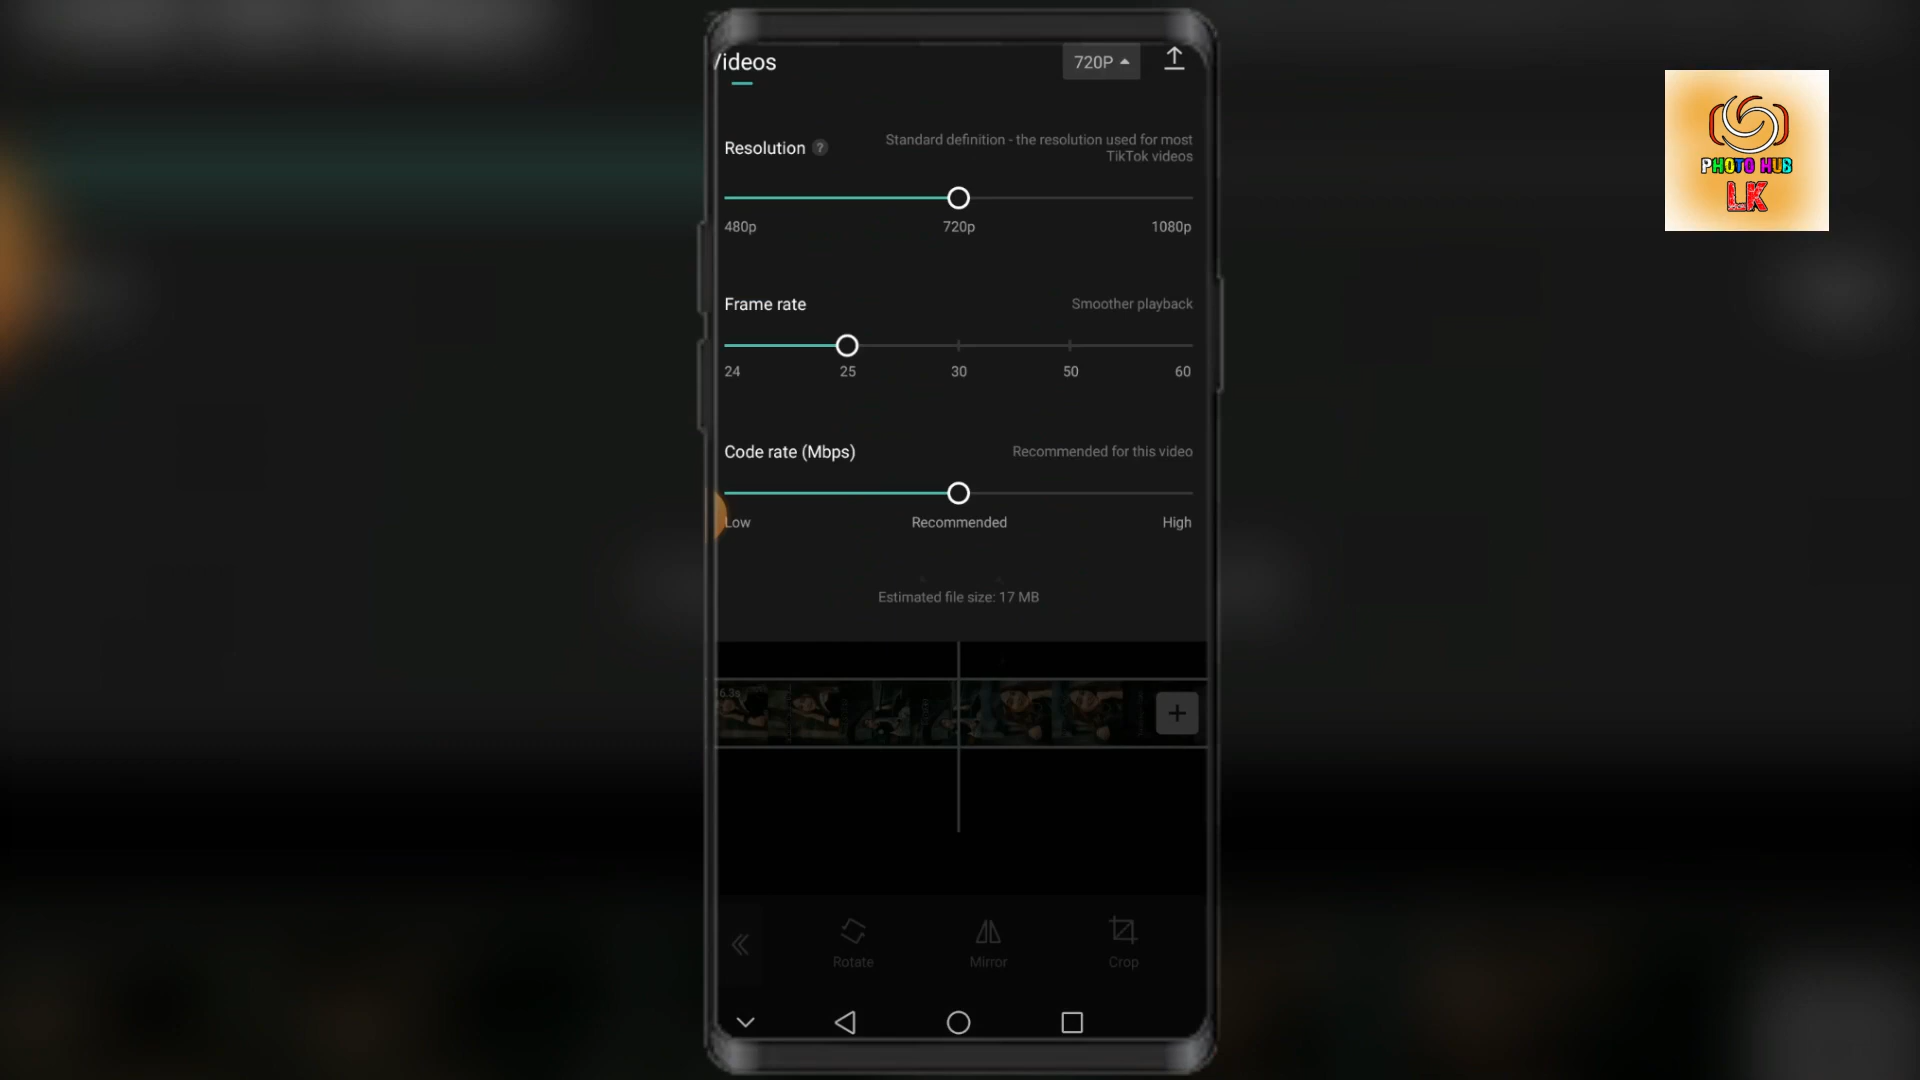 Videos
720P
Resolution ?
Standard definition - the resolution used for most
TikTok videos
480p 720p 1080p
Frame rate
Smoother playback
24 25 30 50 60
Code rate (Mbps)
Recommended for this video
Low Recommended High
Estimated file size: 17 MB
16.3s
Rotate Mirror Crop
PHOTO HUB
LK